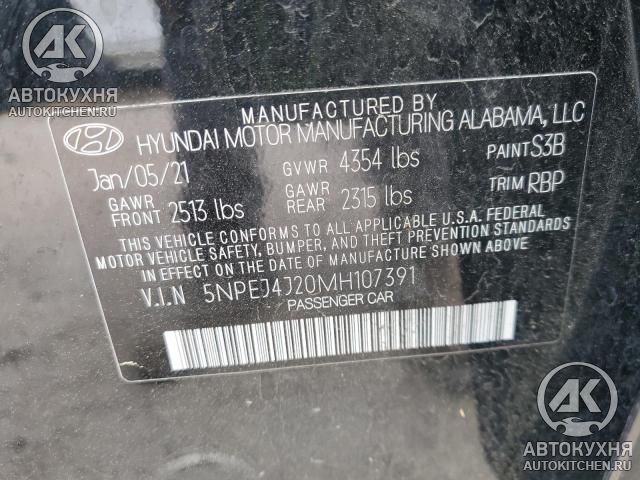 АВТОКУХНЯ
AUTOKITCHEN.RU
MANUFACTURED BY
HYUNDAI MOTOR MANUFACTURING ALABAMA, LLC
Jan/05/21 GVWR 4354 lbs PAINT S3B
GAWR FRONT 2513 lbs GAWR REAR 2315 lbs TRIM RBP
THIS VEHICLE CONFORMS TO ALL APPLICABLE U.S.A. FEDERAL
MOTOR VEHICLE SAFETY, BUMPER, AND THEFT PREVENTION STANDARDS
IN EFFECT ON THE DATE OF MANUFACTURE SHOWN ABOVE
V.I.N 5NPEJ4J20MH107391
PASSENGER CAR
АК
АВТОКУХНЯ
AUTOKITCHEN.RU